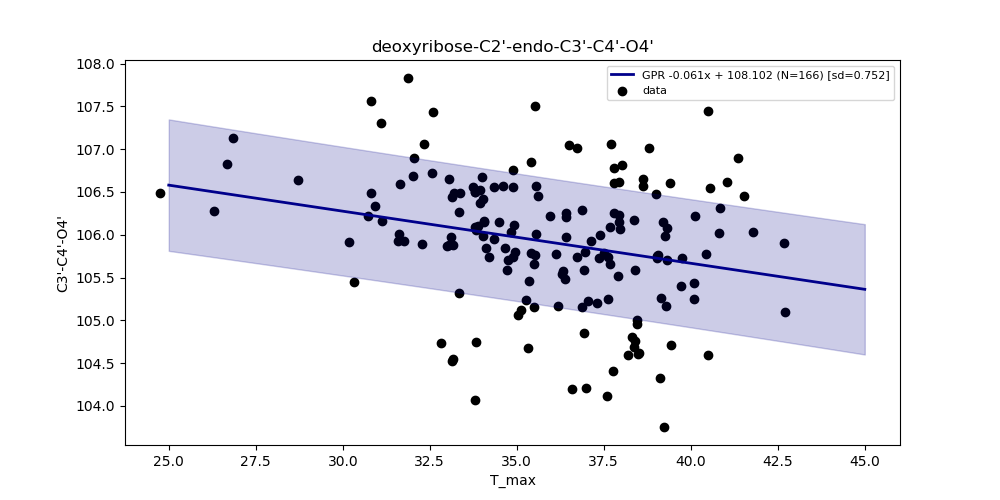 deoxyribose-C2'-endo-C3'-C4'-O4'
GPR -0.061x + 108.102 (N=166) [sd=0.752]
data
C3'-C4'-O4'
108.0
107.5
107.0
106.5
106.0
105.5
105.0
104.5
104.0
25.0 27.5 30.0 32.5 35.0 37.5 40.0 42.5 45.0
T_max